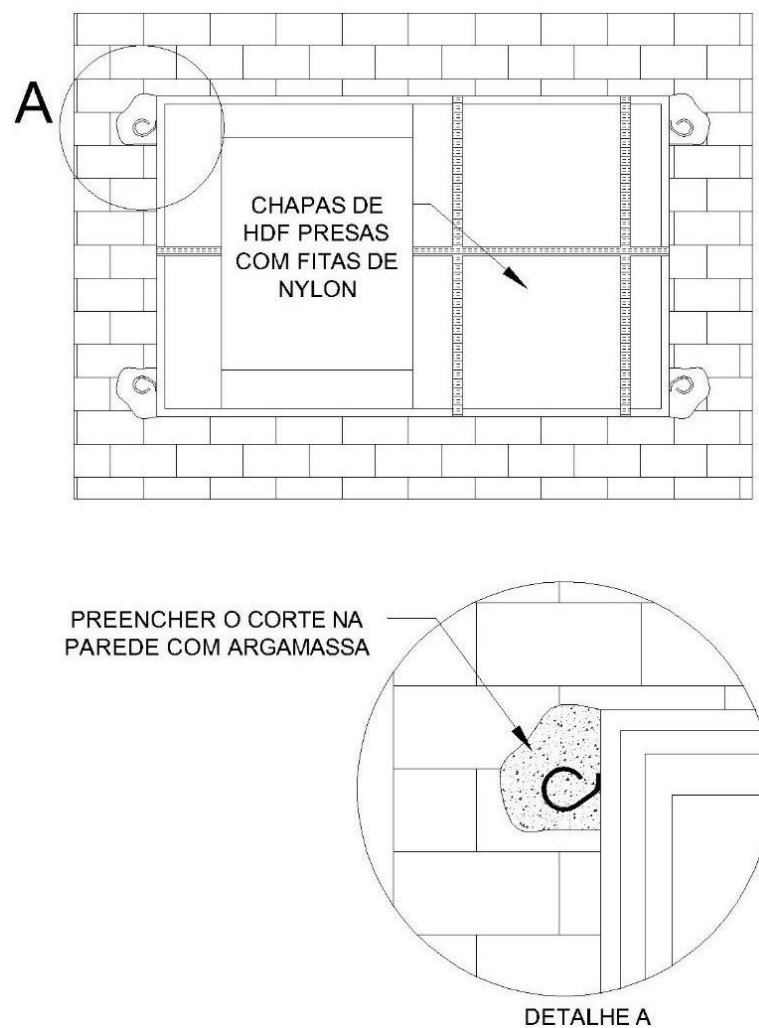 A
CHAPAS DE
HDF PRESAS
COM FITAS DE
NYLON
PREENCHER O CORTE NA
PAREDE COM ARGAMASSA
DETALHE A